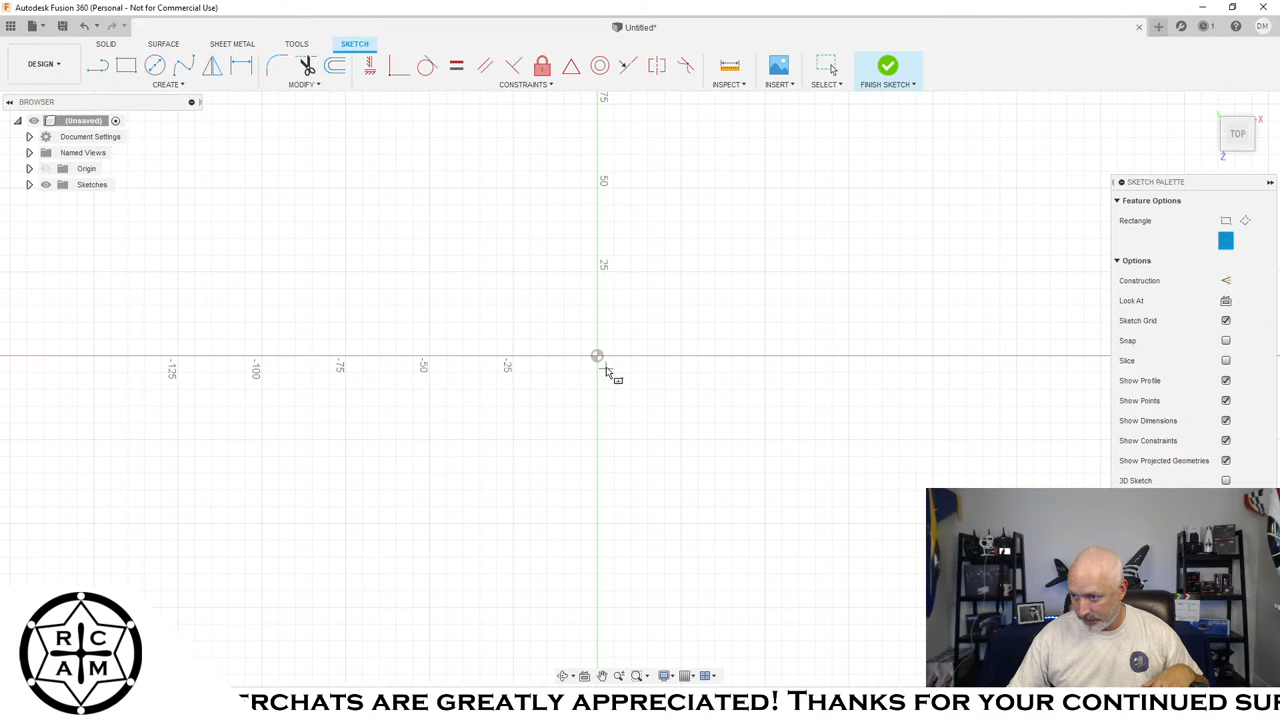 Autodesk Fusion 360 (Personal - Not for Commercial Use)
Untitled*
1
DM
DESIGN
SOLID
SURFACE
SHEET METAL
TOOLS
SKETCH
CREATE
MODIFY
CONSTRAINTS
INSPECT
INSERT
SELECT
FINISH SKETCH
BROWSER
(Unsaved)
Document Settings
Named Views
Origin
Sketches
75
50
25
-125
-100
-75
-50
-25
TOP
X
Z
SKETCH PALETTE
Feature Options
Rectangle
Options
Construction
Look At
Sketch Grid
Snap
Slice
Show Profile
Show Points
Show Dimensions
Show Constraints
Show Projected Geometries
3D Sketch
R C
A M
ERCHATS ARE GREATLY APPRECIATED! THANKS FOR YOUR CONTINUED SU